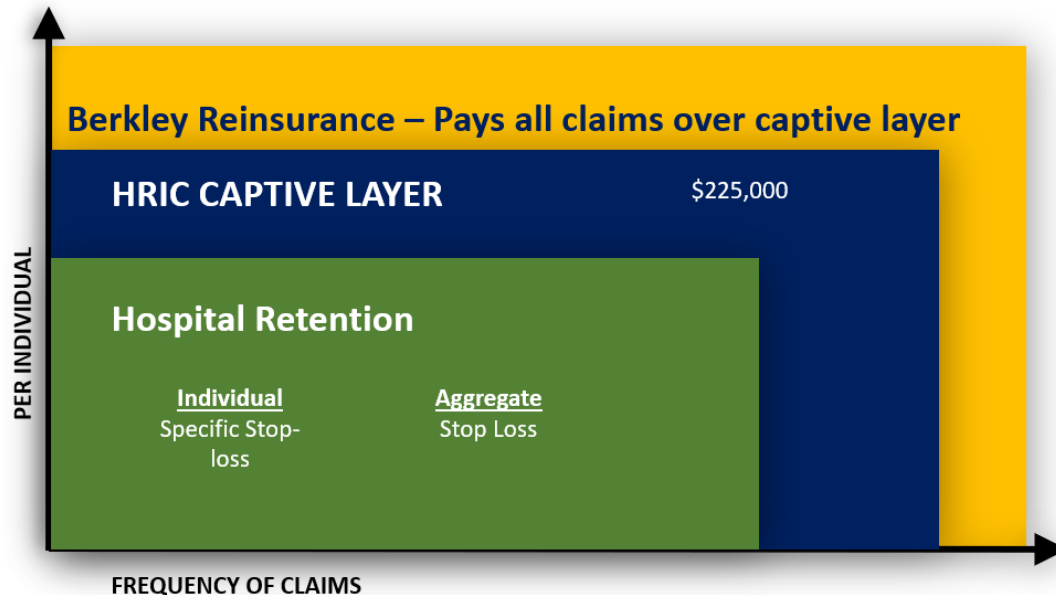 Berkley Reinsurance – Pays all claims over captive layer
HRIC CAPTIVE LAYER
$225,000
Hospital Retention
Individual
Specific Stop-
loss
Aggregate
Stop Loss
PER INDIVIDUAL
FREQUENCY OF CLAIMS